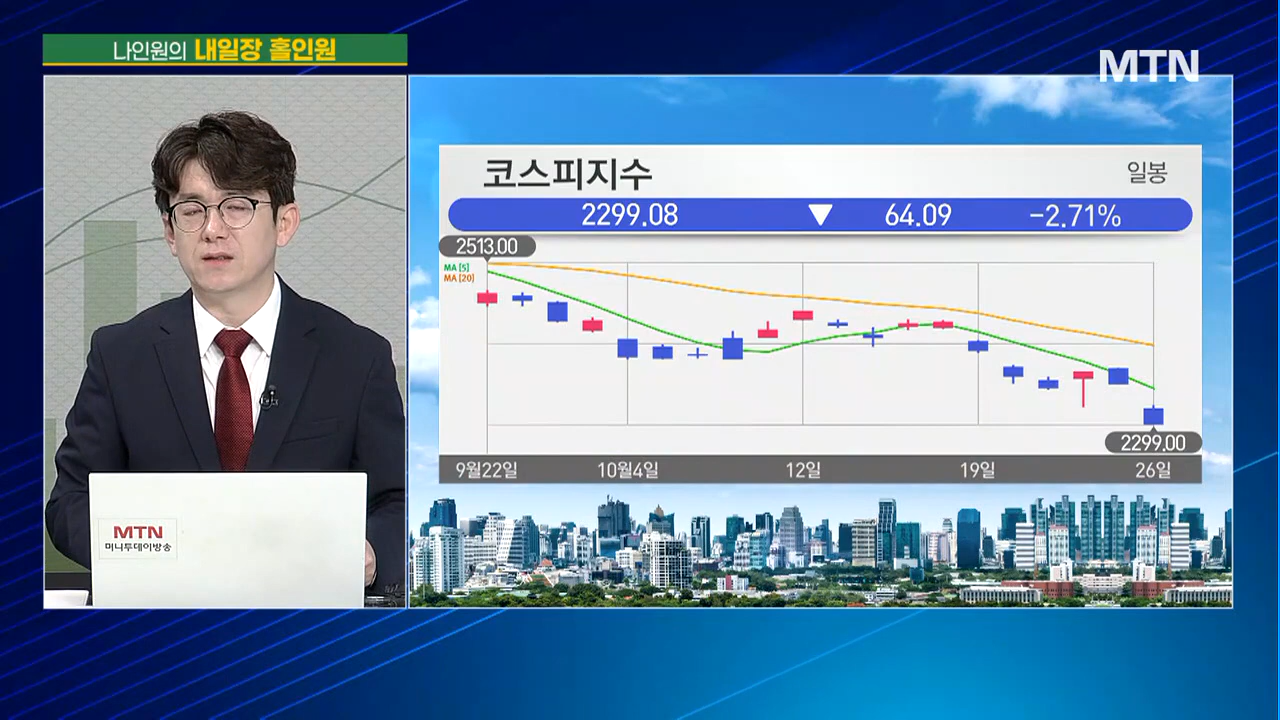 나인원의 내일장 홀인원
MTN
코스피지수
일봉
2299.08 ▼ 64.09 -2.71%
2513.00
MA [5]
MA [20]
2299.00
9월22일 10월4일 12일 19일 26일
MTN
머니투데이방송